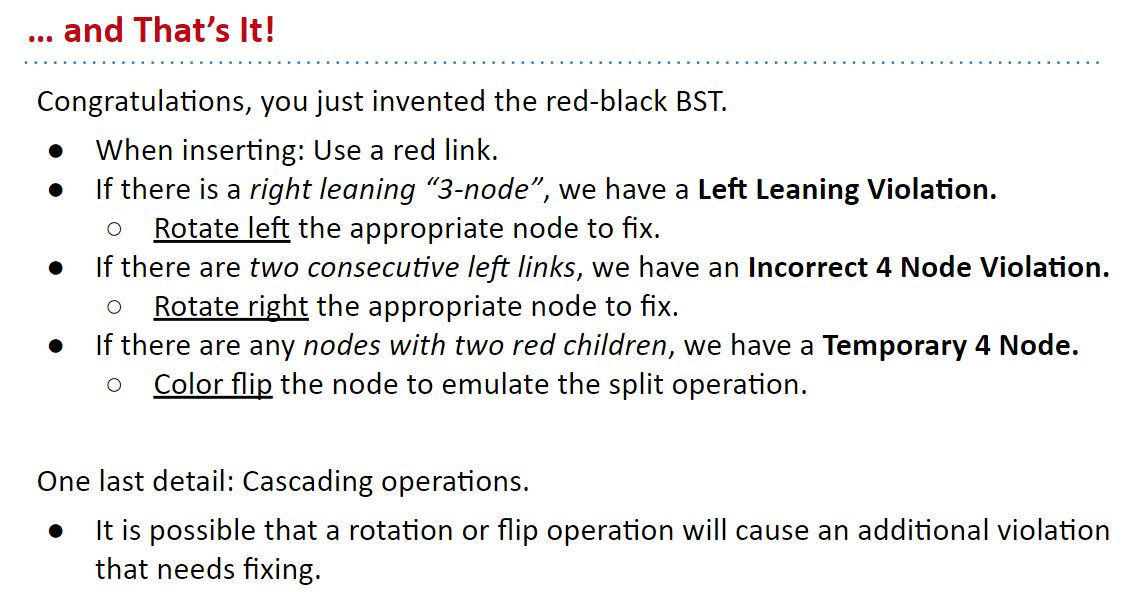 ... and That's It!
Congratulations, you just invented the red-black BST.
● When inserting: Use a red link.
● If there is a right leaning “3-node”, we have a Left Leaning Violation.
○ Rotate left the appropriate node to fix.
● If there are two consecutive left links, we have an Incorrect 4 Node Violation.
○ Rotate right the appropriate node to fix.
● If there are any nodes with two red children, we have a Temporary 4 Node.
○ Color flip the node to emulate the split operation.
One last detail: Cascading operations.
● It is possible that a rotation or flip operation will cause an additional violation
that needs fixing.